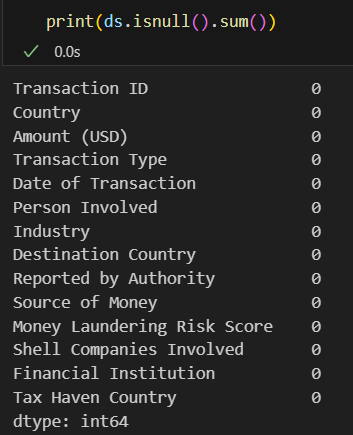 print(ds.isnull().sum())
0.0s
Transaction ID 0
Country 0
Amount (USD) 0
Transaction Type 0
Date of Transaction 0
Person Involved 0
Industry 0
Destination Country 0
Reported by Authority 0
Source of Money 0
Money Laundering Risk Score 0
Shell Companies Involved 0
Financial Institution 0
Tax Haven Country 0
dtype: int64